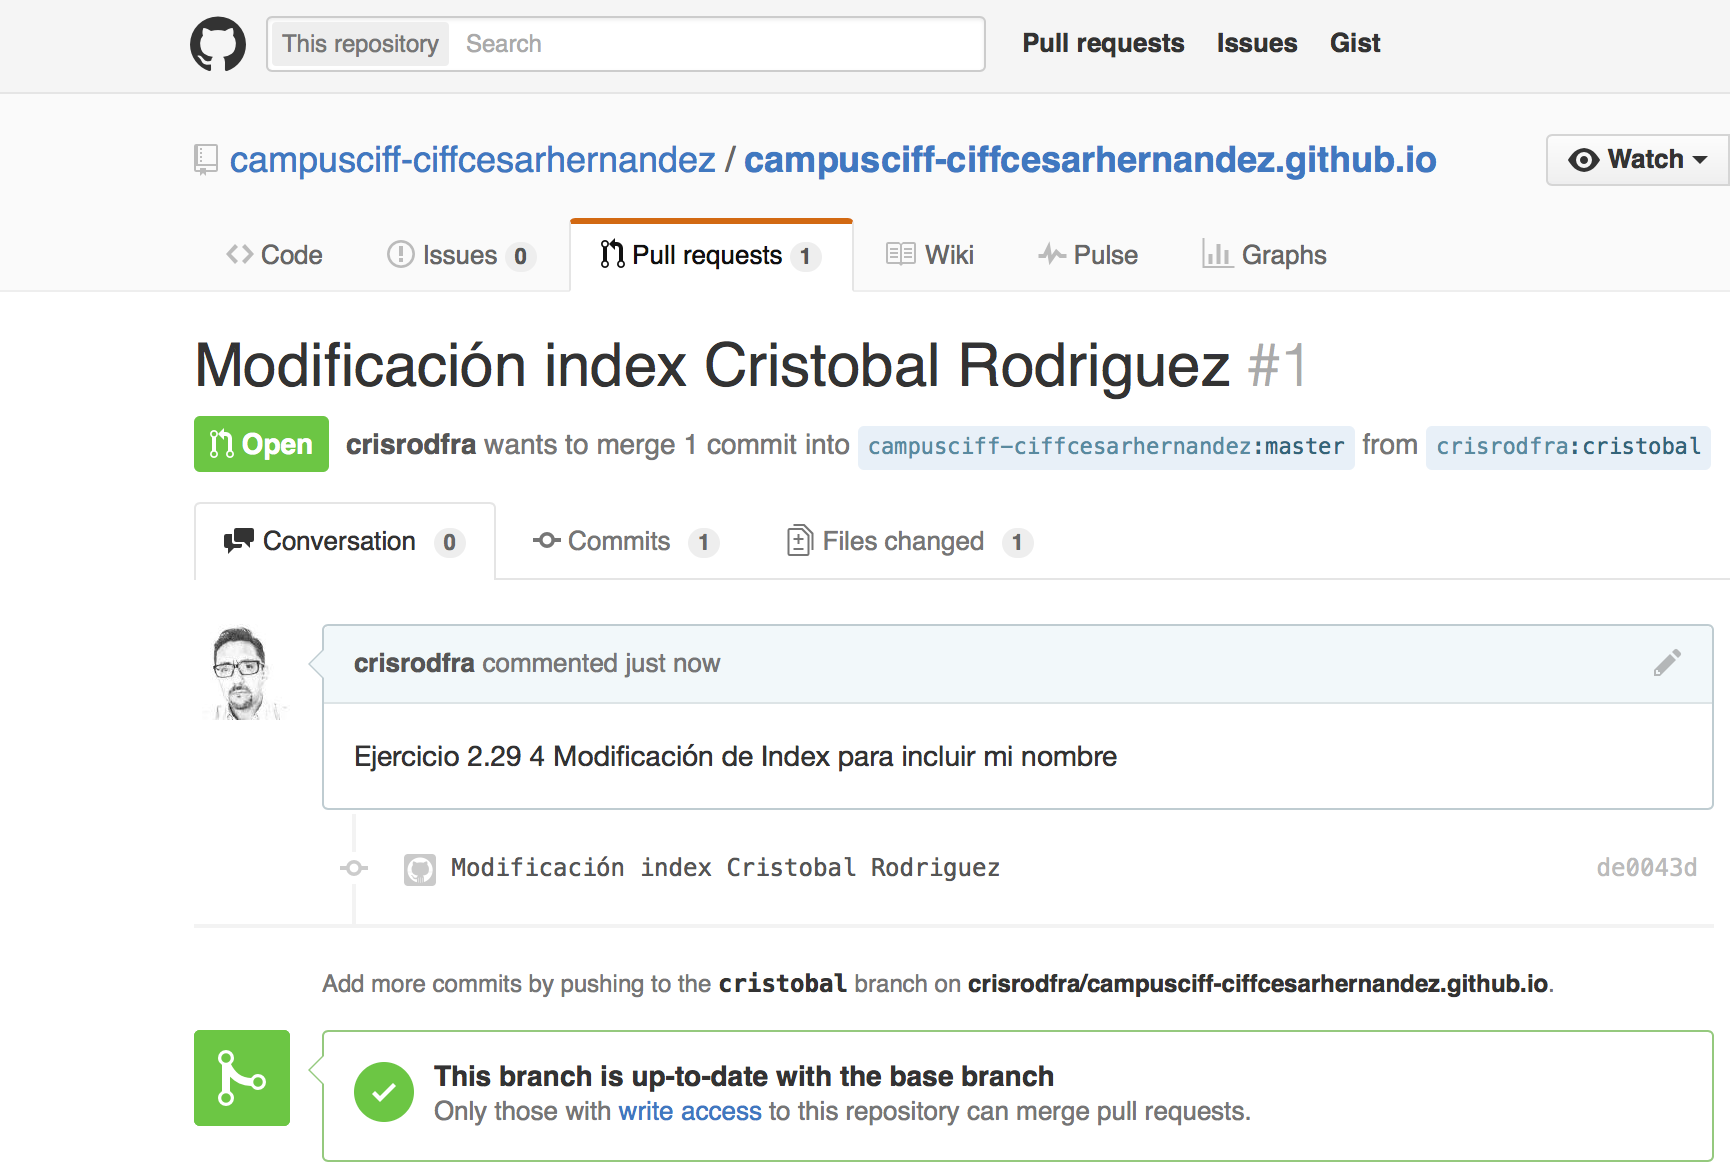 This repository Search Pull requests Issues Gist
campusciff-ciffcesarhernandez / campusciff-ciffcesarhernandez.github.io Watch
Code Issues 0 Pull requests 1 Wiki Pulse Graphs
Modificación index Cristobal Rodriguez #1
Open crisrodfra wants to merge 1 commit into campusciff-ciffcesarhernandez:master from crisrodfra:cristobal
Conversation 0 Commits 1 Files changed 1
crisrodfra commented just now
Ejercicio 2.29 4 Modificación de Index para incluir mi nombre
Modificación index Cristobal Rodriguez de0043d
Add more commits by pushing to the cristobal branch on crisrodfra/campusciff-ciffcesarhernandez.github.io.
This branch is up-to-date with the base branch
Only those with write access to this repository can merge pull requests.